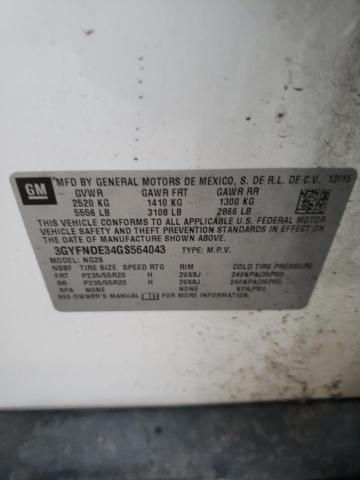 GM
MFD BY GENERAL MOTORS DE MEXICO, S. DE R.L. DE C.V. 12/15
GVWR GAWR FRT GAWR RR
2520 KG 1410 KG 1300 KG
5556 LB 3108 LB 2866 LB
THIS VEHICLE CONFORMS TO ALL APPLICABLE U.S. FEDERAL MOTOR
VEHICLE SAFETY AND THEFT PREVENTION STANDARDS IN EFFECT
ON THE DATE OF MANUFACTURE SHOWN ABOVE.
3GYFNDE34GS564043 TYPE: M.P.V.
MODEL: NG26
NBBF TIRE SIZE SPEED RTG RIM COLD TIRE PRESSURE
FRT P235/55R20 H 20X8J 240KPA(35PSI)
RR P235/55R20 H 20X8J 240KPA(35PSI)
SPA NONE NONE NONE KPA(PSI)
SEE OWNER'S MANUAL FOR MORE INFORMATION.